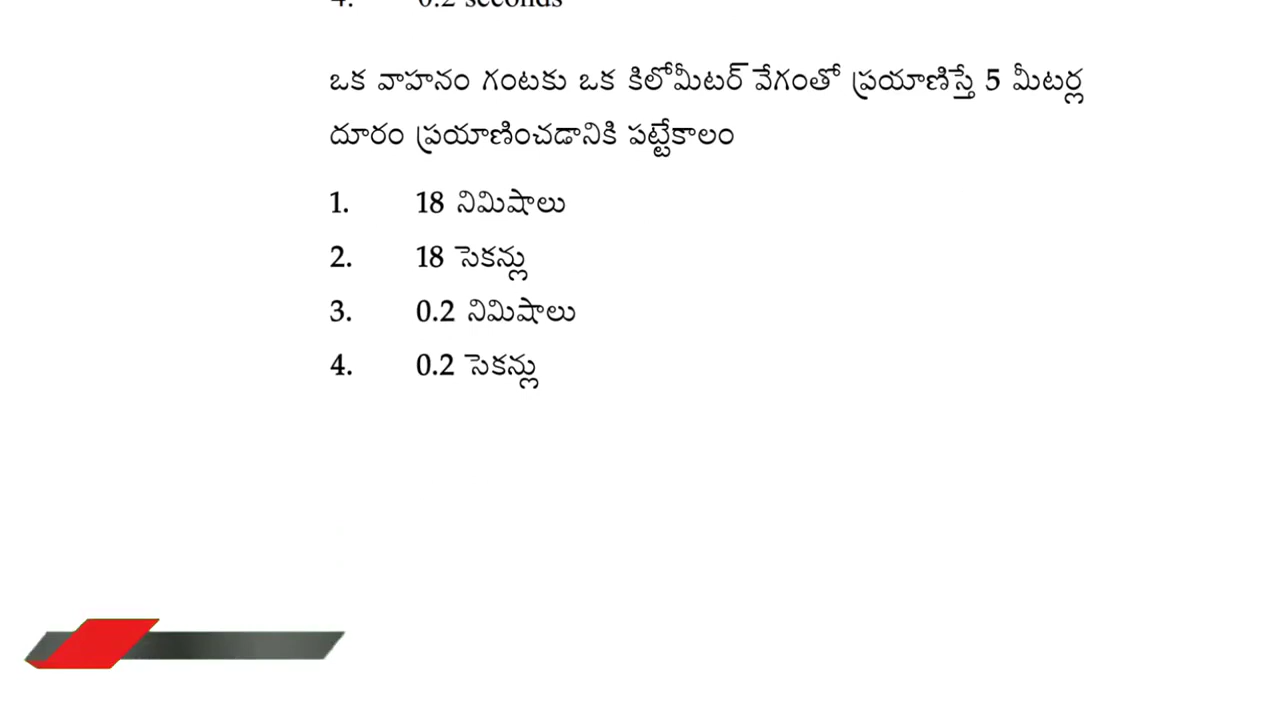 4. 0.2 seconds
ఒక వాహనం గంటకు ఒక కిలోమీటర్ వేగంతో ప్రయాణిస్తే 5 మీటర్ల
దూరం ప్రయాణించడానికి పట్టేకాలం
1. 18 నిమిషాలు
2. 18 సెకన్లు
3. 0.2 నిమిషాలు
4. 0.2 సెకన్లు